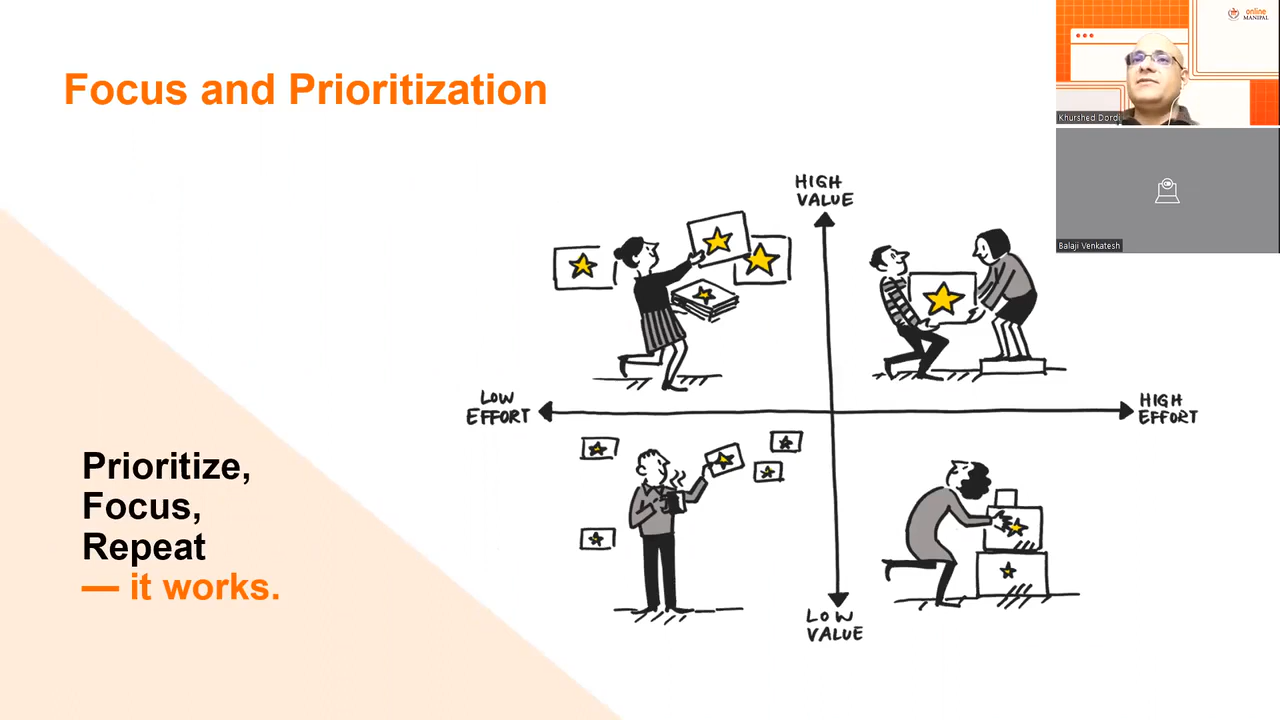 Focus and Prioritization
online
MANIPAL
Khurshed Dordi
Balaji Venkatesh
HIGH
VALUE
LOW
EFFORT
HIGH
EFFORT
LOW
VALUE
Prioritize,
Focus,
Repeat
— it works.